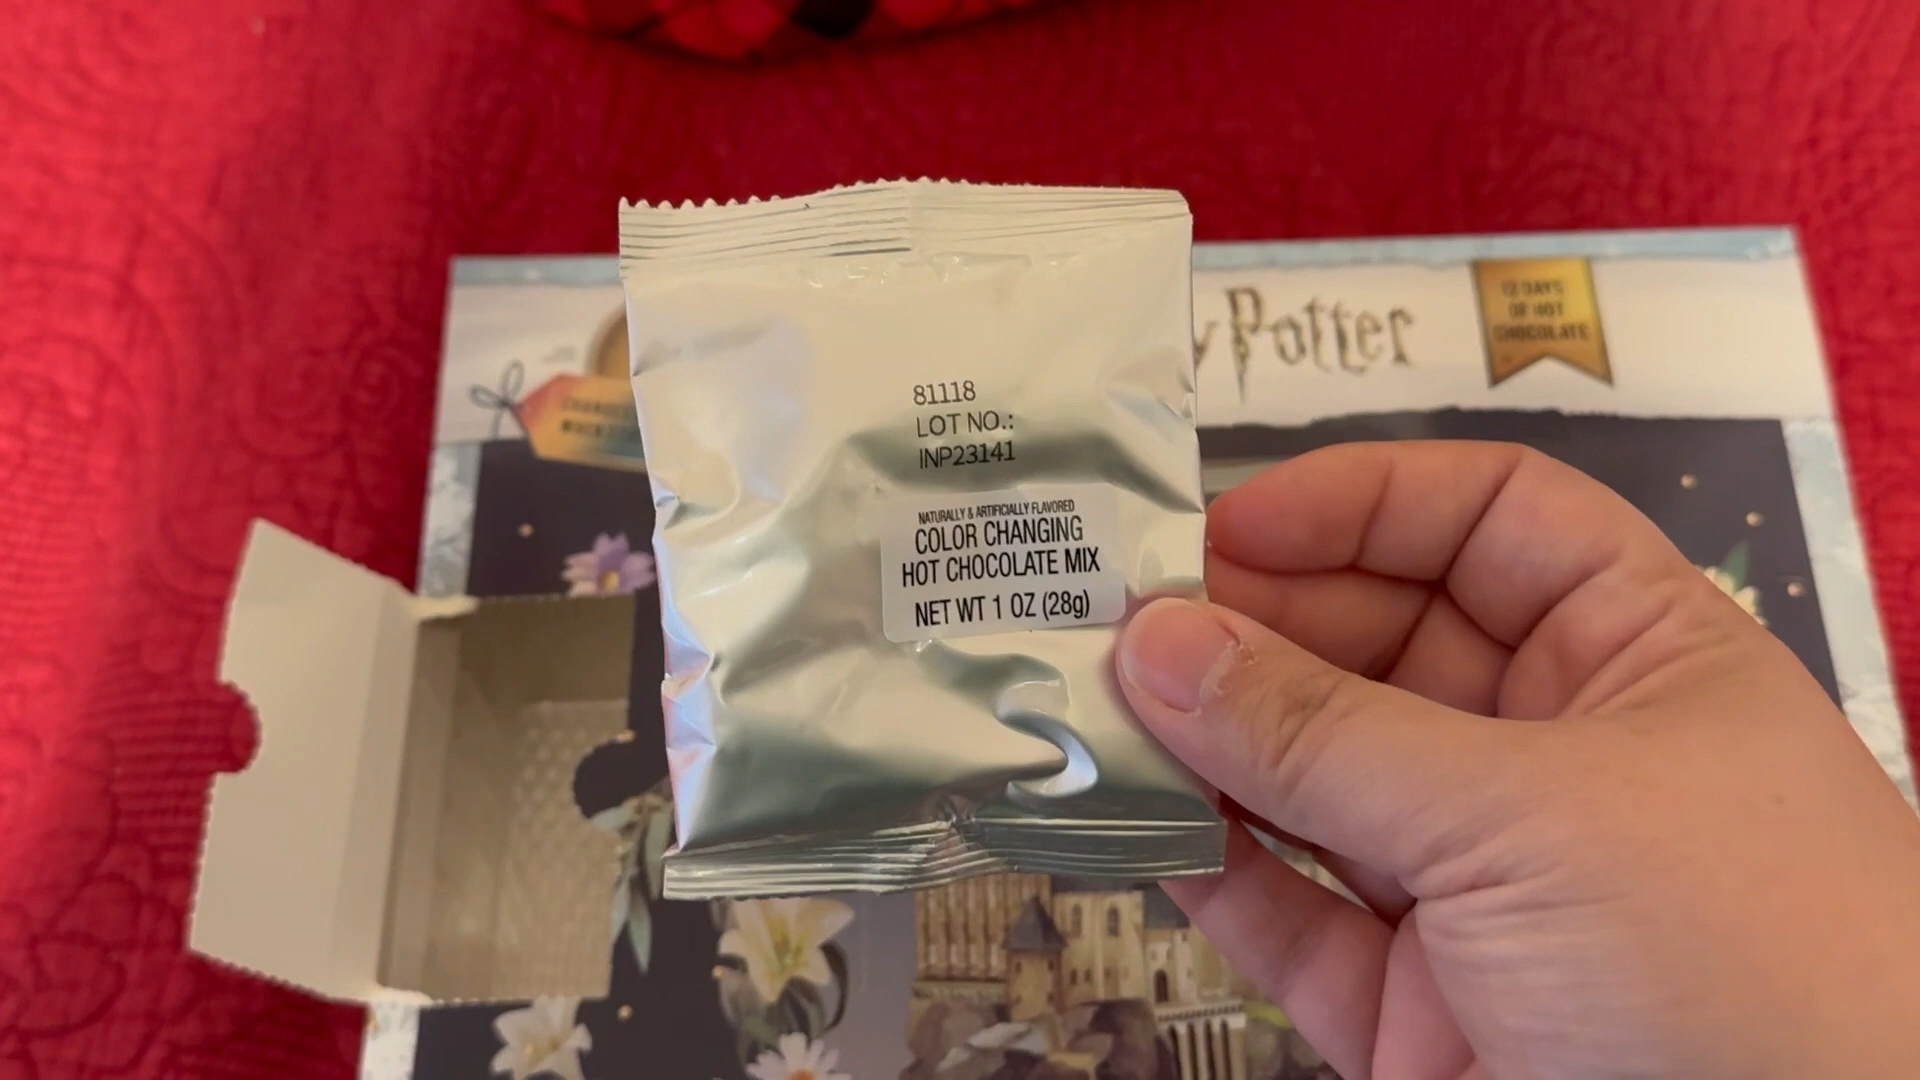 81118
LOT NO.:
INP23141
NATURALLY & ARTIFICIALLY FLAVORED
COLOR CHANGING
HOT CHOCOLATE MIX
NET WT 1 OZ (28g)
Potter
12 DAYS
OF HOT
CHOCOLATE